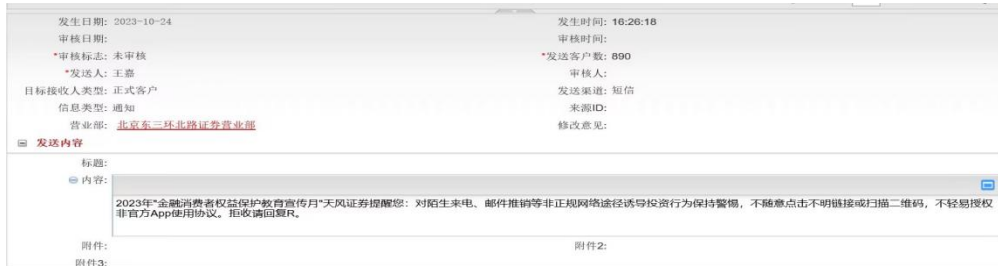 发生日期: 2023-10-24 发生时间: 16:26:18
审核日期: 审核时间:
*审核标志: 未审核 *发送客户数: 890
*发送人: 王嘉 审核人:
目标接收人类型: 正式客户 发送渠道: 短信
信息类型: 通知 来源ID:
营业部: 北京东三环北路证券营业部 修改意见:
发送内容
标题:
内容:
2023年"金融消费者权益保护教育宣传月"天风证券提醒您：对陌生来电、邮件推销等非正规网络途径诱导投资行为保持警惕，不随意点击不明链接或扫描二维码，不轻易授权
非官方App使用协议。拒收请回复R。
附件: 附件2:
附件3: